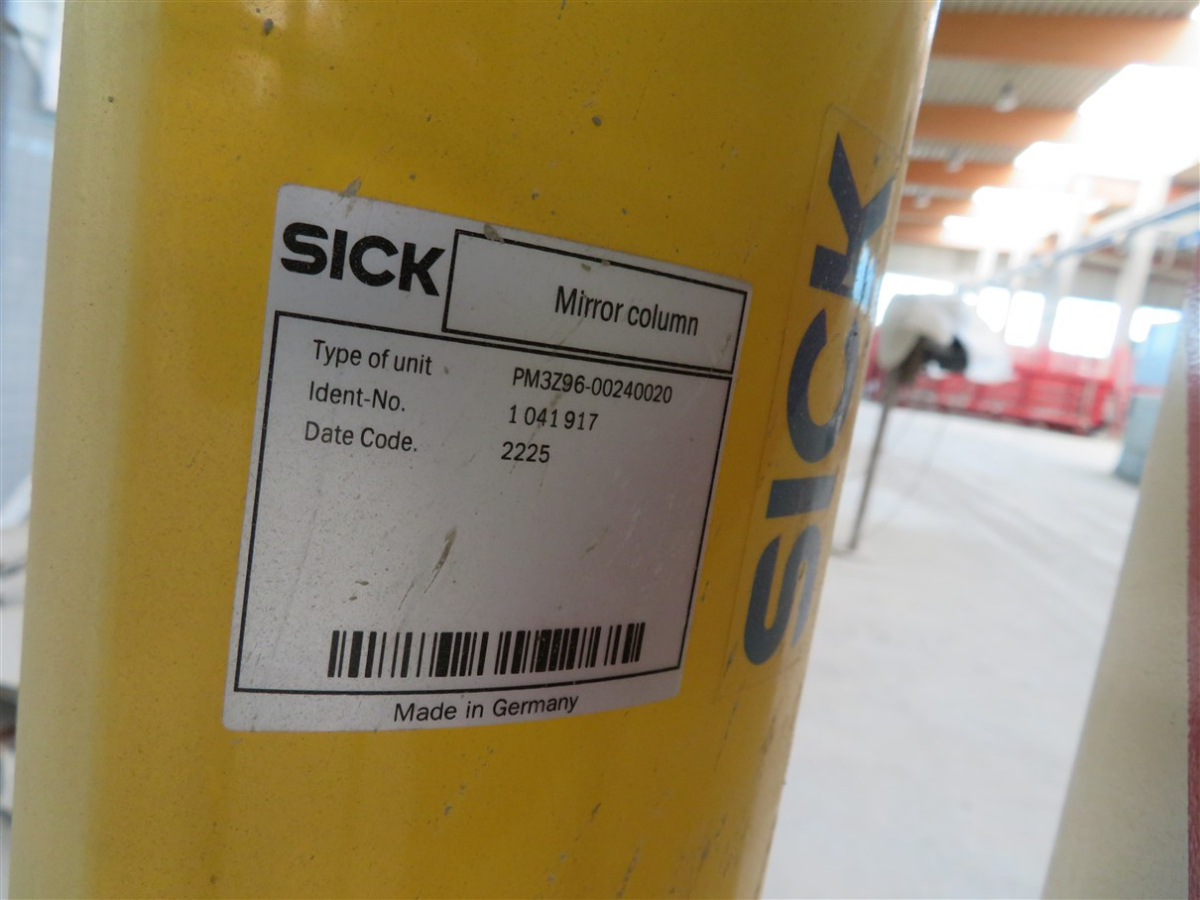 SICK
Mirror column
Type of unit PM3Z96-00240020
Ident-No. 1 041 917
Date Code. 2225
Made in Germany
SICK